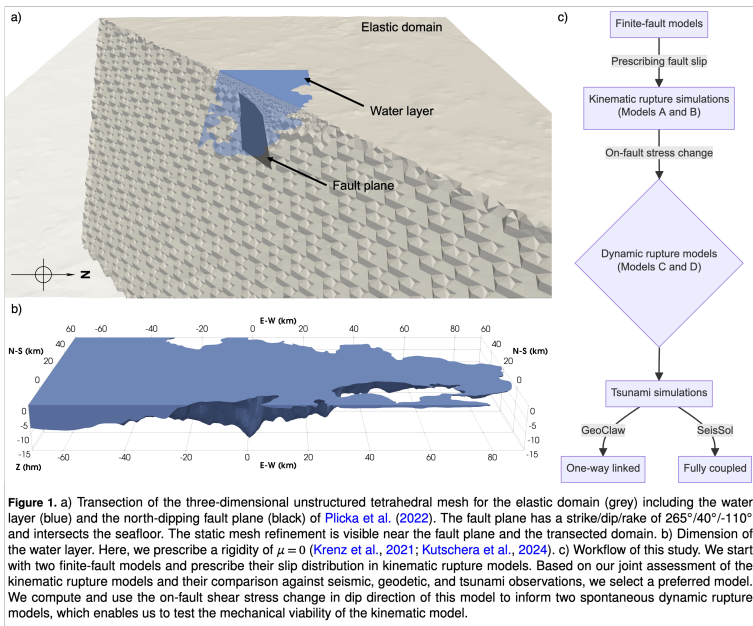 a)
Elastic domain
Water layer
Fault plane
N
b)
E-W (km)
60 40 20 0 -20 -40 60
N-S (km)
40
20
0
N-S (km)
40
20
0
0
-5
-10
-15
Z (hm)
0
-5
-10
-15
-60 -40 -20 0 20 40 60 80
E-W (km)
c)
Finite-fault models
Prescribing fault slip
Kinematic rupture simulations
(Models A and B)
On-fault stress change
Dynamic rupture models
(Models C and D)
Tsunami simulations
GeoClaw
SeisSol
One-way linked
Fully coupled
Figure 1. a) Transection of the three-dimensional unstructured tetrahedral mesh for the elastic domain (grey) including the water
layer (blue) and the north-dipping fault plane (black) of Plicka et al. (2022). The fault plane has a strike/dip/rake of 265°/40°/-110°
and intersects the seafloor. The static mesh refinement is visible near the fault plane and the transected domain. b) Dimension of
the water layer. Here, we prescribe a rigidity of μ = 0 (Krenz et al., 2021; Kutschera et al., 2024). c) Workflow of this study. We start
with two finite-fault models and prescribe their slip distribution in kinematic rupture models. Based on our joint assessment of the
kinematic rupture models and their comparison against seismic, geodetic, and tsunami observations, we select a preferred model.
We compute and use the on-fault shear stress change in dip direction of this model to inform two spontaneous dynamic rupture
models, which enables us to test the mechanical viability of the kinematic model.